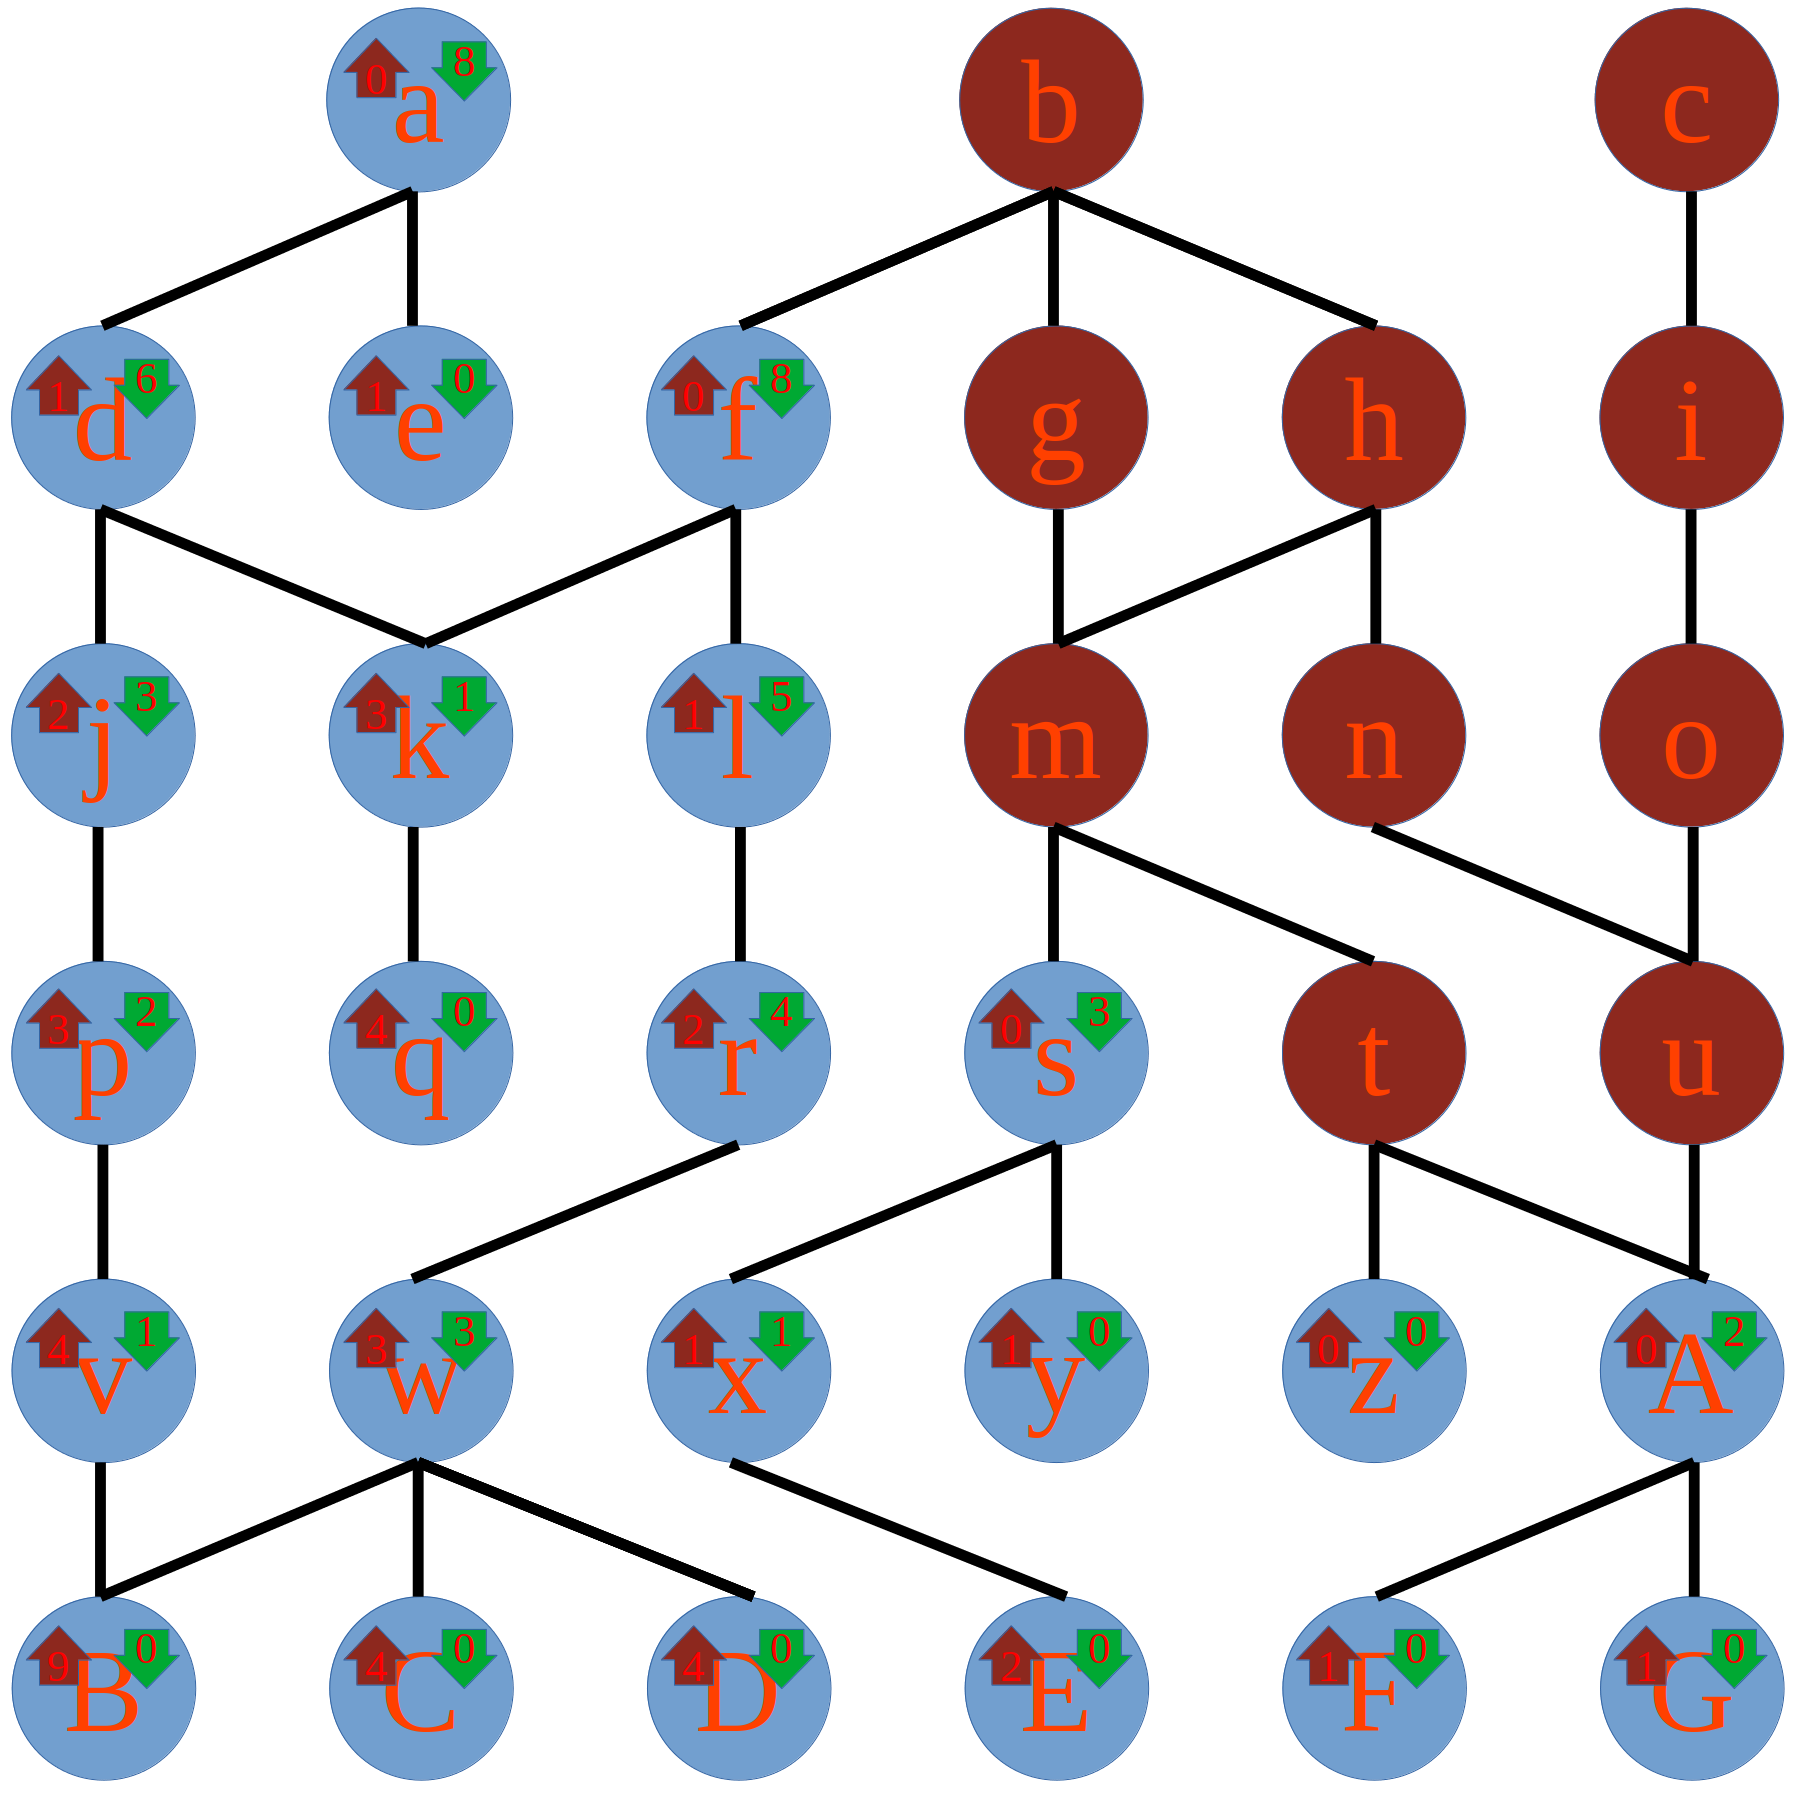 0 8 a b c
1 6 d 1 0 e 0 8 f g h i
2 3 j 3 1 k 1 5 l m n o
3 2 p 4 0 q 2 4 r 0 3 s t u
4 1 v 3 3 w 1 1 x 1 0 y 0 0 z 0 2 A
9 0 B 4 0 C 4 0 D 2 0 E 1 0 F 1 0 G